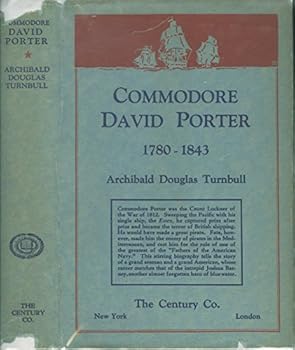 COMMODORE
DAVID
PORTER
ARCHIBALD
DOUGLAS
TURNBULL
THE
CENTURY
CO.
COMMODORE
DAVID PORTER
1780-1843
Archibald Douglas Turnbull
Commodore Porter was the Count Luckner of
the War of 1812. Sweeping the Pacific with his
single ship, the Essex, he captured prize after
prize and became the terror of British shipping.
He would have made a great pirate. Fate, how-
ever, made him the enemy of pirates in the Med-
iterranean, and cast him for the role of one of
the greatest of the "Fathers of the American
Navy." This stirring biography tells the story
of a grand seaman and a grand American, whose
career matches that of the intrepid Joshua Bar-
ney, another almost forgotten hero of blue water.
The Century Co.
New York London